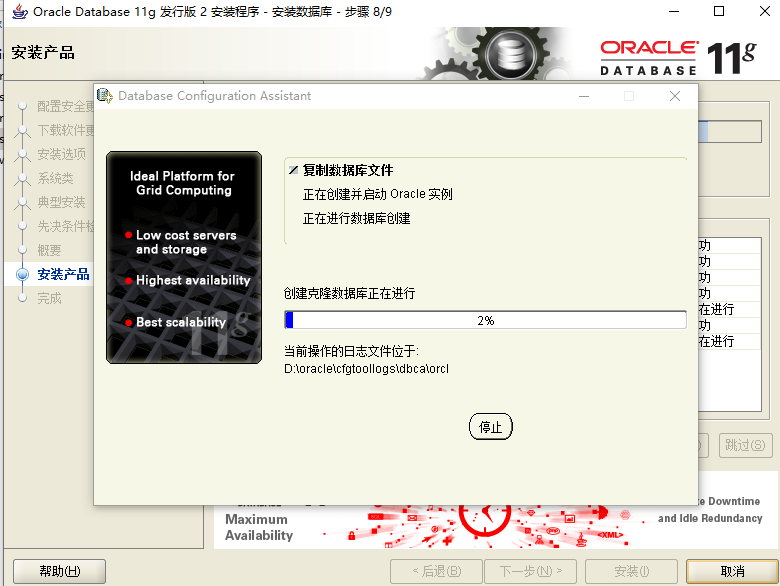 Oracle Database 11g 发行版 2 安装程序 - 安装数据库 - 步骤 8/9
安装产品
ORACLE
DATABASE
11g
配置安全更
下载软件更
安装选项
系统类
典型安装
先决条件检
概要
安装产品
完成
Database Configuration Assistant
Ideal Platform for
Grid Computing
Low cost servers
and storage
Highest availability
Best scalability
11g
复制数据库文件
正在创建并启动 Oracle 实例
正在进行数据库创建
创建克隆数据库正在进行
2%
当前操作的日志文件位于:
D:\oracle\cfgtoollogs\dbca\orcl
停止
功
功
功
功
在进行
功
在进行
跳过(S)
Maximum
Availability
<XML>
e Downtime
and Idle Redundancy
帮助(H)
< 后退(B)
下一步(N) >
安装(I)
取消